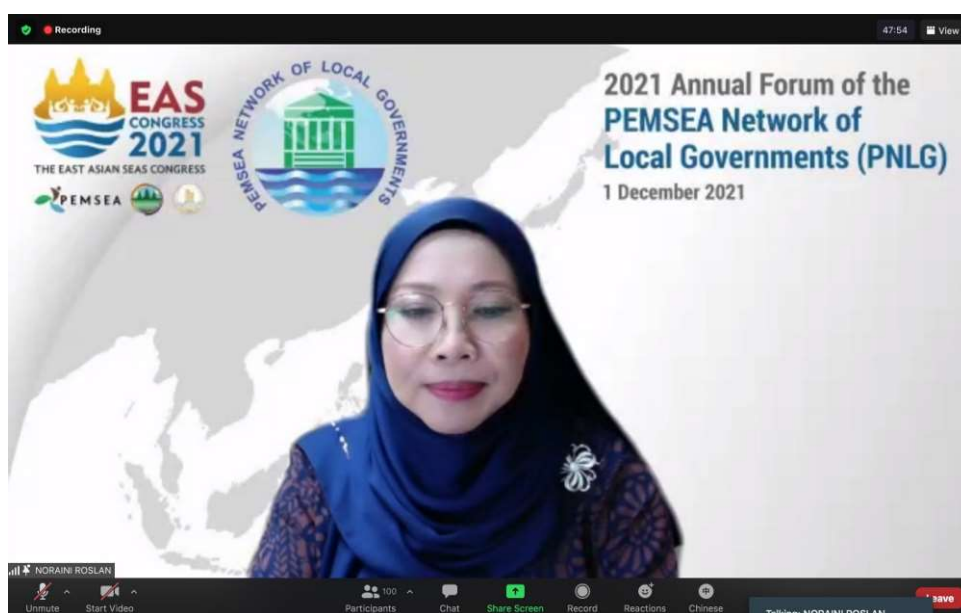 Recording
47:54
View
EAS
CONGRESS
2021
THE EAST ASIAN SEAS CONGRESS
PEMSEA
PEMSEA NETWORK OF LOCAL GOVERNMENTS
2021 Annual Forum of the
PEMSEA Network of
Local Governments (PNLG)
1 December 2021
NORAINI ROSLAN
Unmute
Start Video
100
Participants
Chat
Share Screen
Record
Reactions
Chinese
Talking: NORAINI ROSLAN
eave